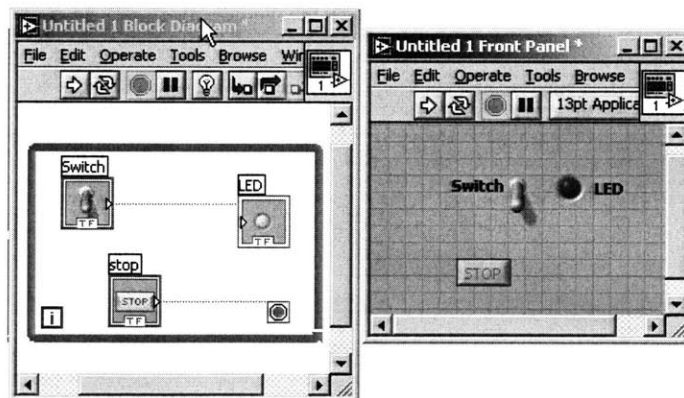 Untitled 1 Block Diagram *
File Edit Operate Tools Browse
1
Switch
TF
LED
TF
stop
STOP
TF
i
Untitled 1 Front Panel *
File Edit Operate Tools Browse
13pt Applica
1
Switch
LED
STOP